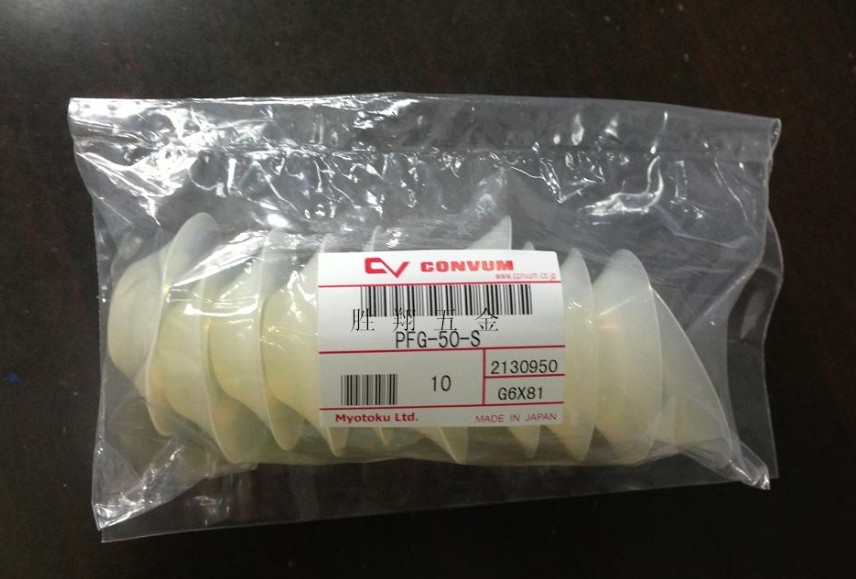 CV CONVUM
www.convum.co.jp
胜翔五金
PFG-50-S
10
2130950
G6X81
Myotoku Ltd.
MADE IN JAPAN